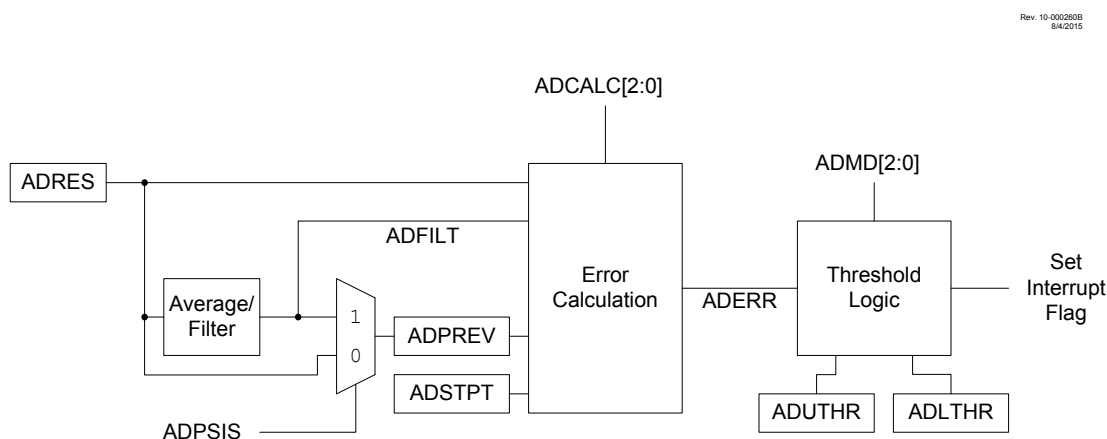 Rev. 10-000260B
8/4/2015
ADCALC[2:0]
ADMD[2:0]
ADRES
ADFILT
Error
Calculation
Threshold
Logic
Set
Interrupt
Flag
Average/
Filter
1
0
ADERR
ADPREV
ADSTPT
ADUTHR
ADLTHR
ADPSIS